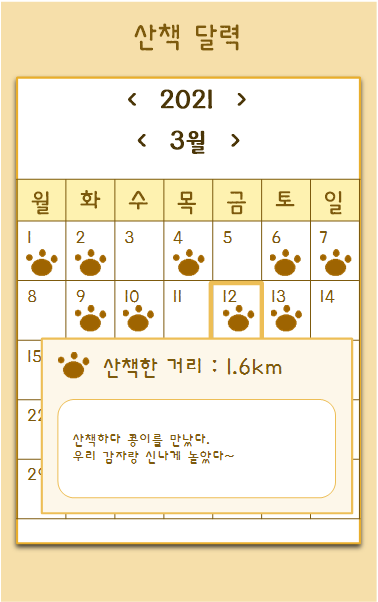 산책 달력
< 2021 >
< 3월 >
월 화 수 목 금 토 일
1 2 3 4 5 6 7
8 9 10 11 12 13 14
15
산책한 거리 : 1.6km
22
산책하다 콩이를 만났다.
우리 감자랑 신나게 놀았다~
29